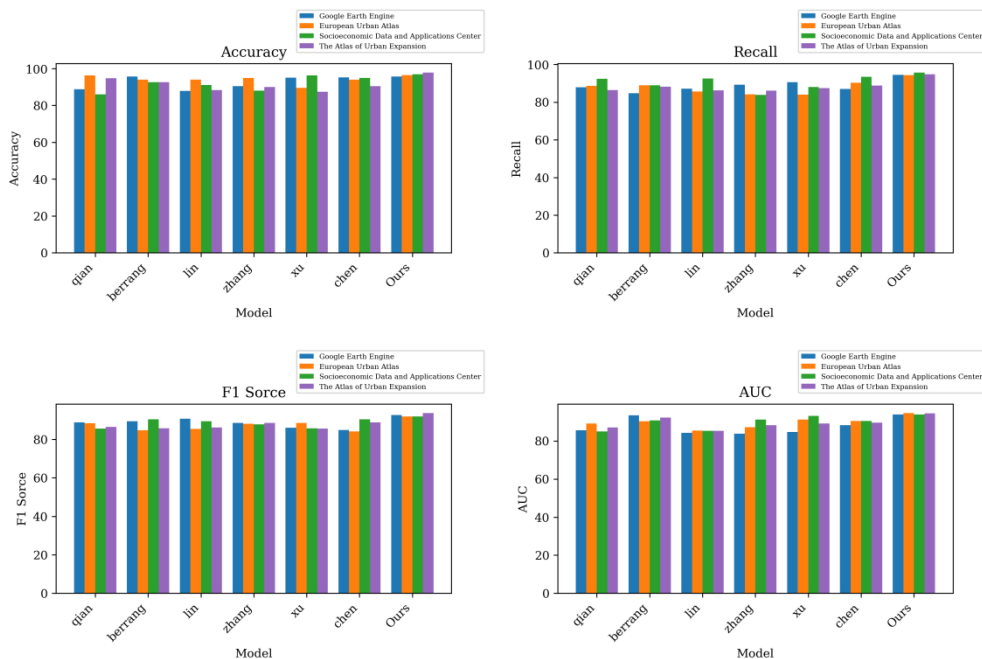 Google Earth Engine
European Urban Atlas
Socioeconomic Data and Applications Center
The Atlas of Urban Expansion
Accuracy
100
80
60
40
20
0
Accuracy
qian
berrang
lin
zhang
xu
chen
Ours
Model
Google Earth Engine
European Urban Atlas
Socioeconomic Data and Applications Center
The Atlas of Urban Expansion
Recall
100
80
60
40
20
0
Recall
qian
berrang
lin
zhang
xu
chen
Ours
Model
Google Earth Engine
European Urban Atlas
Socioeconomic Data and Applications Center
The Atlas of Urban Expansion
F1 Sorce
80
60
40
20
0
F1 Sorce
qian
berrang
lin
zhang
xu
chen
Ours
Model
Google Earth Engine
European Urban Atlas
Socioeconomic Data and Applications Center
The Atlas of Urban Expansion
AUC
80
60
40
20
0
AUC
qian
berrang
lin
zhang
xu
chen
Ours
Model